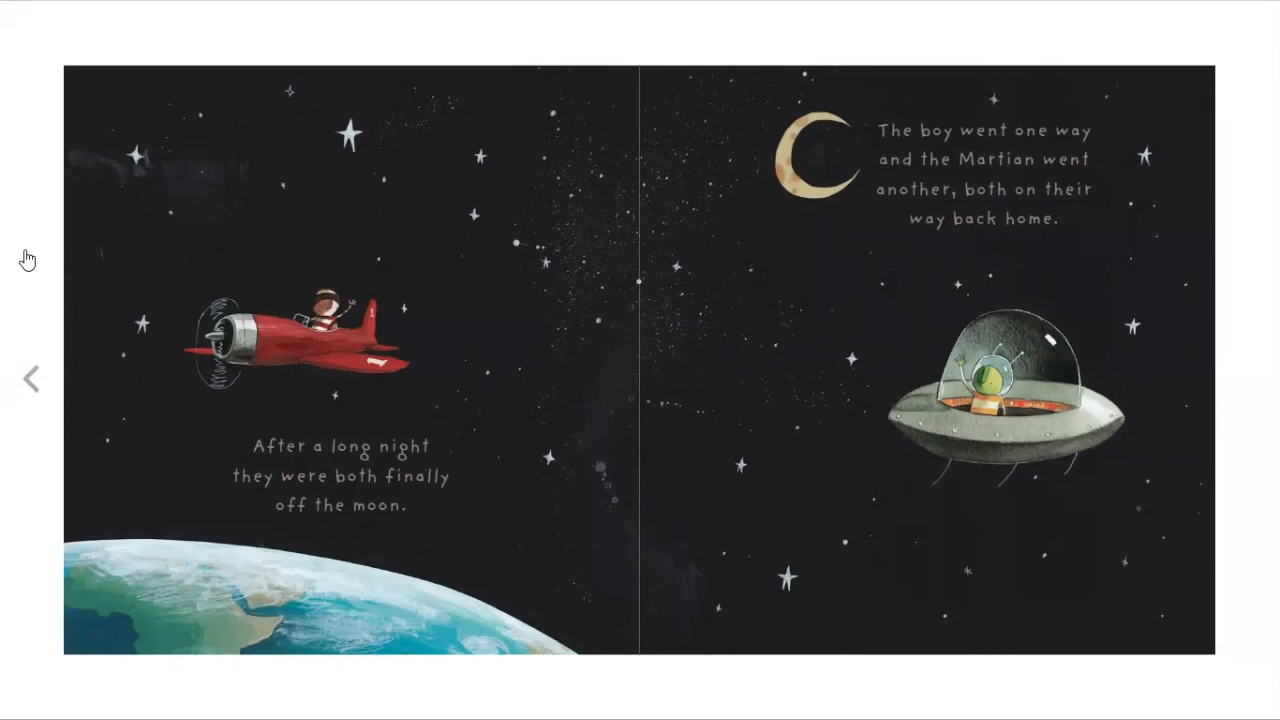 After a long night
they were both finally
off the moon.
The boy went one way
and the Martian went
another, both on their
way back home.